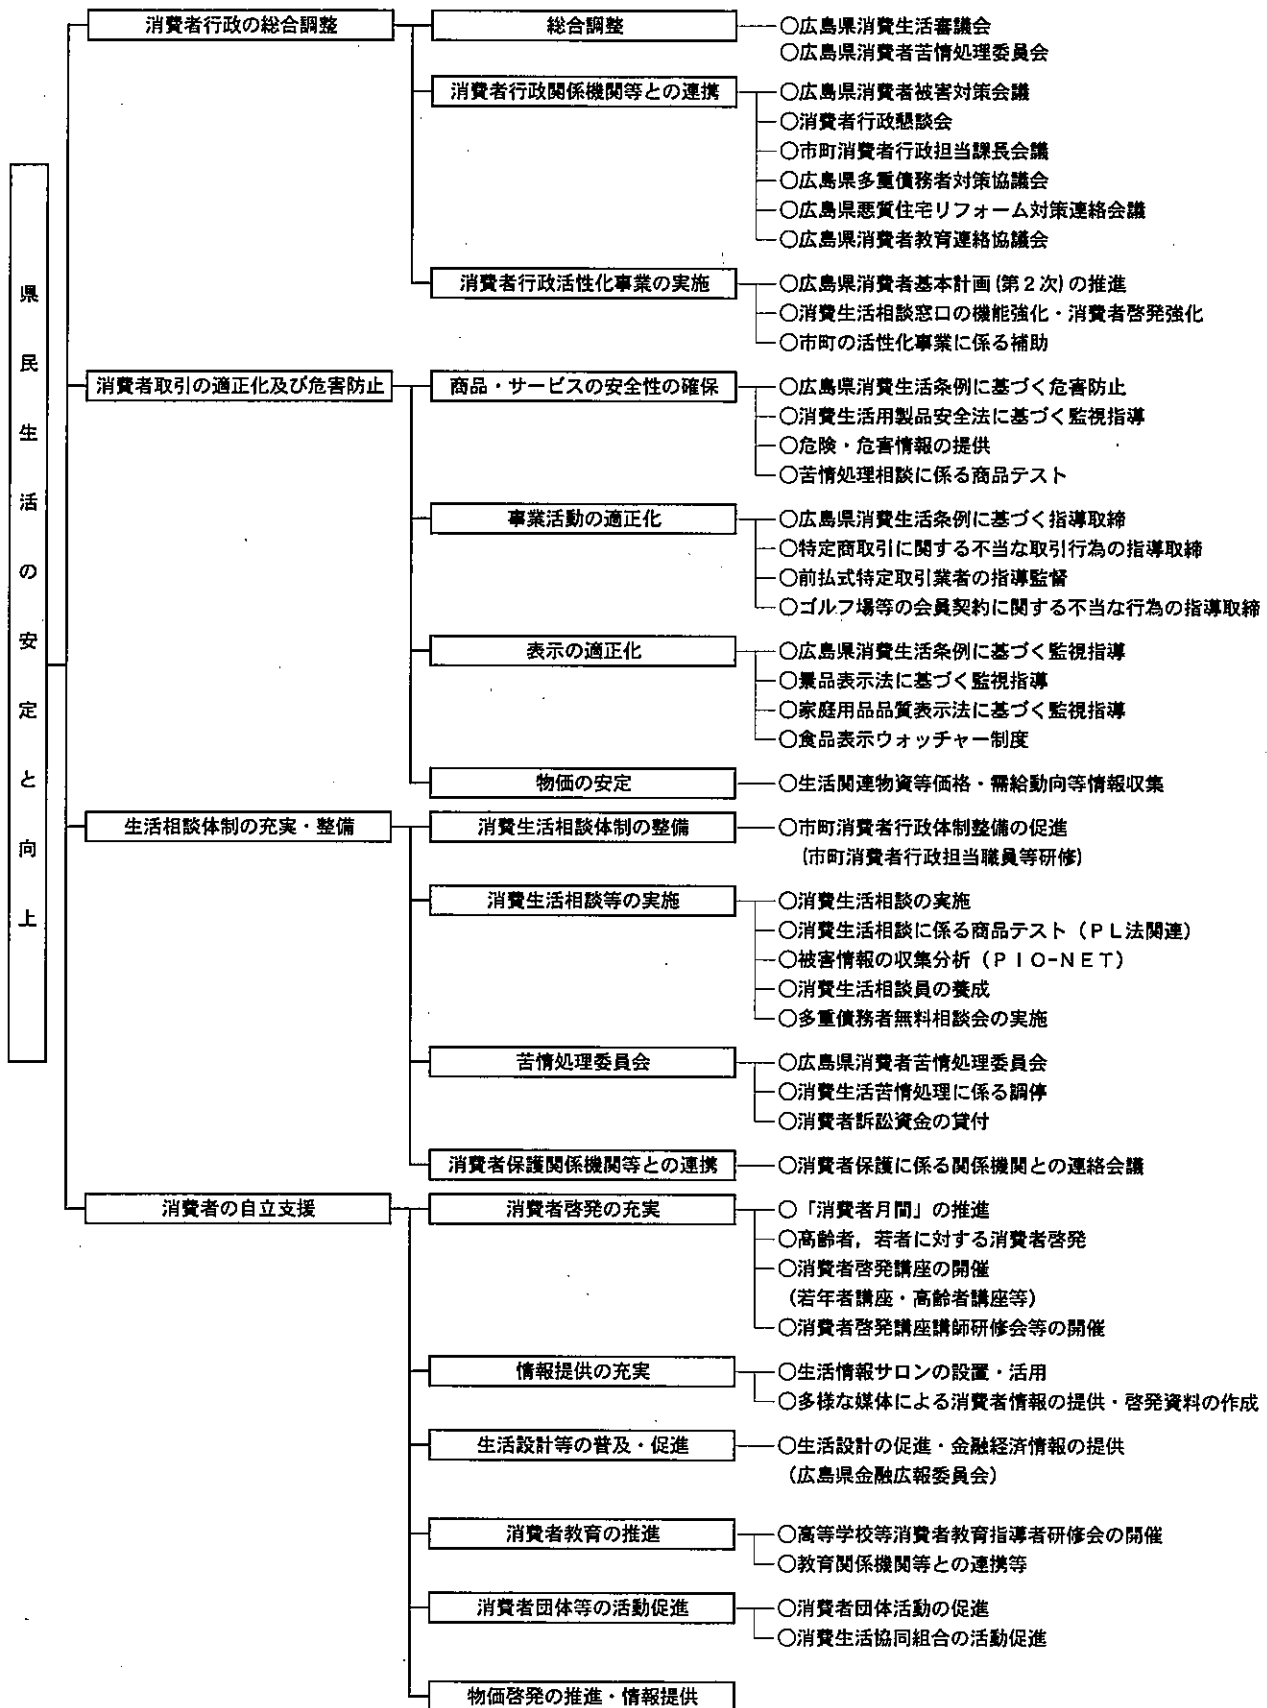 県民生活の安定と向上
消費者行政の総合調整
総合調整
○広島県消費生活審議会
○広島県消費者苦情処理委員会
消費者行政関係機関等との連携
○広島県消費者被害対策会議
○消費者行政懇談会
○市町消費者行政担当課長会議
○広島県多重債務者対策協議会
○広島県悪質住宅リフォーム対策連絡会議
○広島県消費者教育連絡協議会
消費者行政活性化事業の実施
○広島県消費者基本計画(第2次)の推進
○消費生活相談窓口の機能強化・消費者啓発強化
○市町の活性化事業に係る補助
消費者取引の適正化及び危害防止
商品・サービスの安全性の確保
○広島県消費生活条例に基づく危害防止
○消費生活用製品安全法に基づく監視指導
○危険・危害情報の提供
○苦情処理相談に係る商品テスト
事業活動の適正化
○広島県消費生活条例に基づく指導取締
○特定商取引に関する不当な取引行為の指導取締
○前払式特定取引業者の指導監督
○ゴルフ場等の会員契約に関する不当な行為の指導取締
表示の適正化
○広島県消費生活条例に基づく監視指導
○景品表示法に基づく監視指導
○家庭用品品質表示法に基づく監視指導
○食品表示ウォッチャー制度
物価の安定
○生活関連物資等価格・需給動向等情報収集
生活相談体制の充実・整備
消費生活相談体制の整備
○市町消費者行政体制整備の促進
(市町消費者行政担当職員等研修)
消費生活相談等の実施
○消費生活相談の実施
○消費生活相談に係る商品テスト（ＰＬ法関連）
○被害情報の収集分析（ＰＩＯ-ＮＥＴ）
○消費生活相談員の養成
○多重債務者無料相談会の実施
苦情処理委員会
○広島県消費者苦情処理委員会
○消費生活苦情処理に係る調停
○消費者訴訟資金の貸付
消費者保護関係機関等との連携
○消費者保護に係る関係機関との連絡会議
消費者の自立支援
消費者啓発の充実
○「消費者月間」の推進
○高齢者，若者に対する消費者啓発
○消費者啓発講座の開催
（若年者講座・高齢者講座等）
○消費者啓発講座講師研修会等の開催
情報提供の充実
○生活情報サロンの設置・活用
○多様な媒体による消費者情報の提供・啓発資料の作成
生活設計等の普及・促進
○生活設計の促進・金融経済情報の提供
（広島県金融広報委員会）
消費者教育の推進
○高等学校等消費者教育指導者研修会の開催
○教育関係機関等との連携等
消費者団体等の活動促進
○消費者団体活動の促進
○消費生活協同組合の活動促進
物価啓発の推進・情報提供